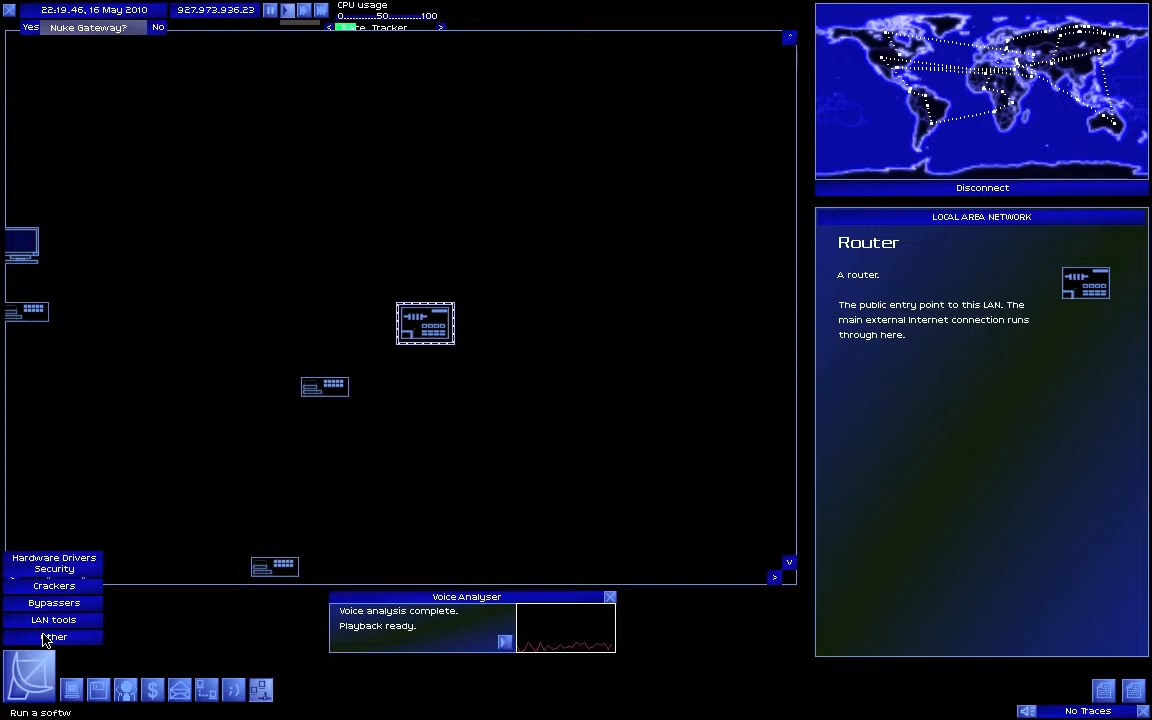 22:19.46, 16 May 2010
927.973.936.23
CPU usage
0.........50.........100
Yes
Nuke Gateway?
No
<
Tracker
>
^
Disconnect
LOCAL AREA NETWORK
Router
A router.
The public entry point to this LAN. The
main external Internet connection runs
through here.
v
>
Hardware Drivers
Security
Crackers
Bypassers
LAN tools
Other
Voice Analyser
Voice analysis complete.
Playback ready.
Run a softw
No Traces